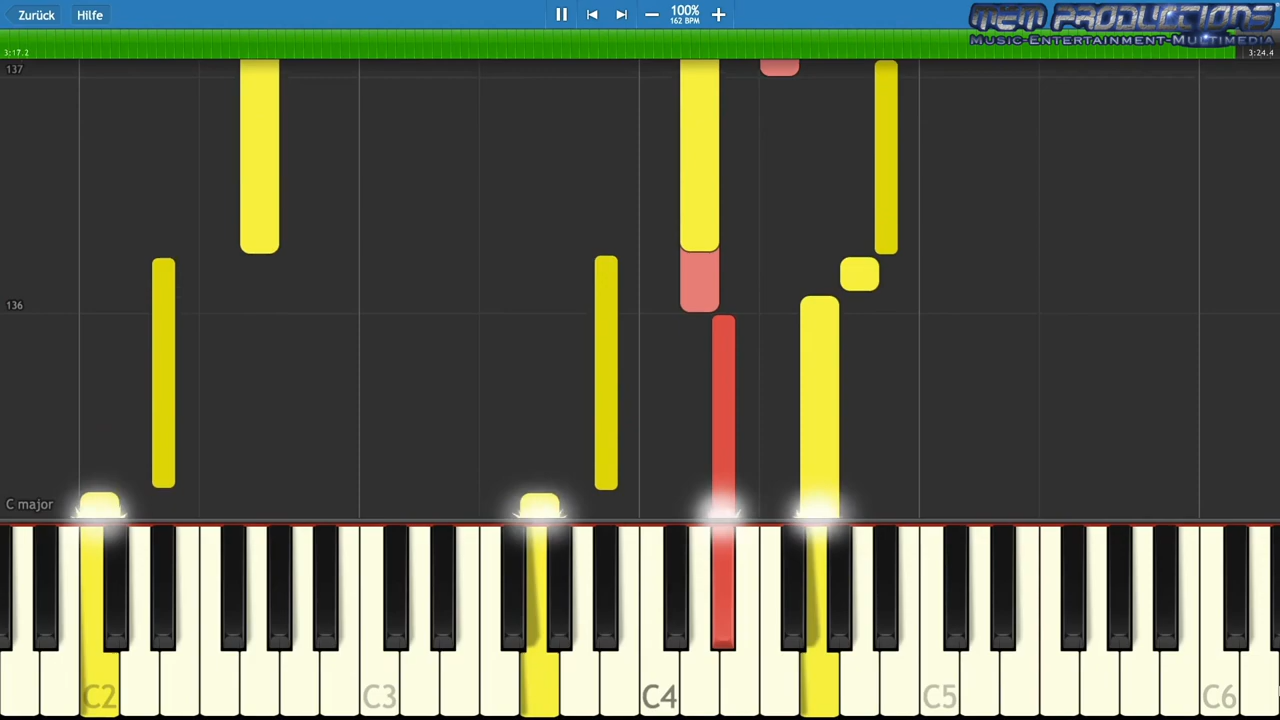 Zurück Hilfe
100%
162 BPM
MEM PRODUCTIONS
MUSIC-ENTERTAINMENT-MULTIMEDIA
3:17.2
3:24.4
137
136
C major
C2 C3 C4 C5 C6